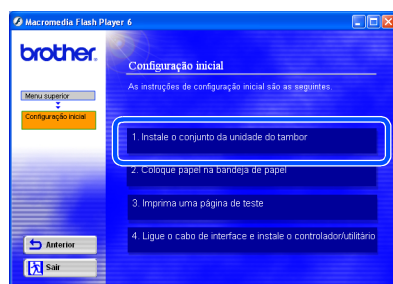 Macromedia Flash Player 6
brother.
Configuração inicial
As instruções de configuração inicial são as seguintes.
Menu superior
Configuração inicial
1. Instale o conjunto da unidade do tambor
2. Coloque papel na bandeja de papel
3. Imprima uma página de teste
4. Ligue o cabo de interface e instale o controlador/utilitário
Anterior
Sair